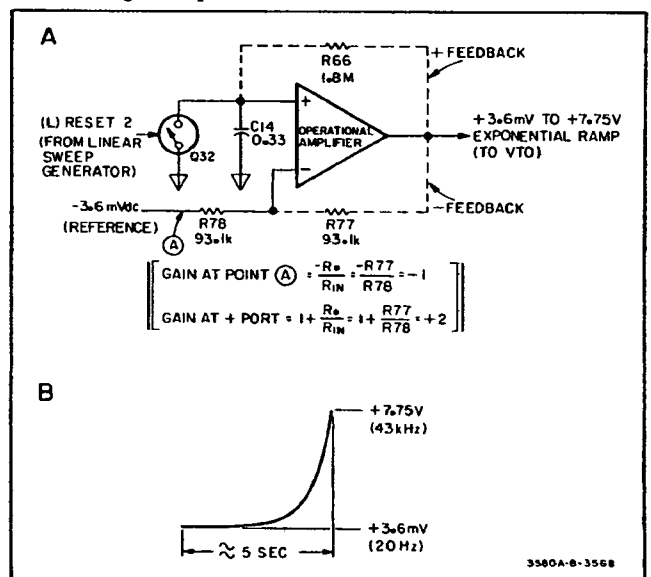 A
R66
1.8M
+ FEEDBACK
(L) RESET 2
(FROM LINEAR
SWEEP
GENERATOR)
Q32
C14
0.33
+
OPERATIONAL
AMPLIFIER
−
+3.6mV TO +7.75V
EXPONENTIAL RAMP
(TO VTO)
-3.6 mVdc
(REFERENCE)
A
R78
93.1k
R77
93.1k
−FEEDBACK
GAIN AT POINT (A) = -Ro/RIN = -R77/R78 = -1
GAIN AT + PORT = 1+ Ro/RIN = 1+ R77/R78 = +2
B
+7.75V
(43kHz)
≈ 5 SEC
+3.6mV
(20Hz)
3580A-B-3568